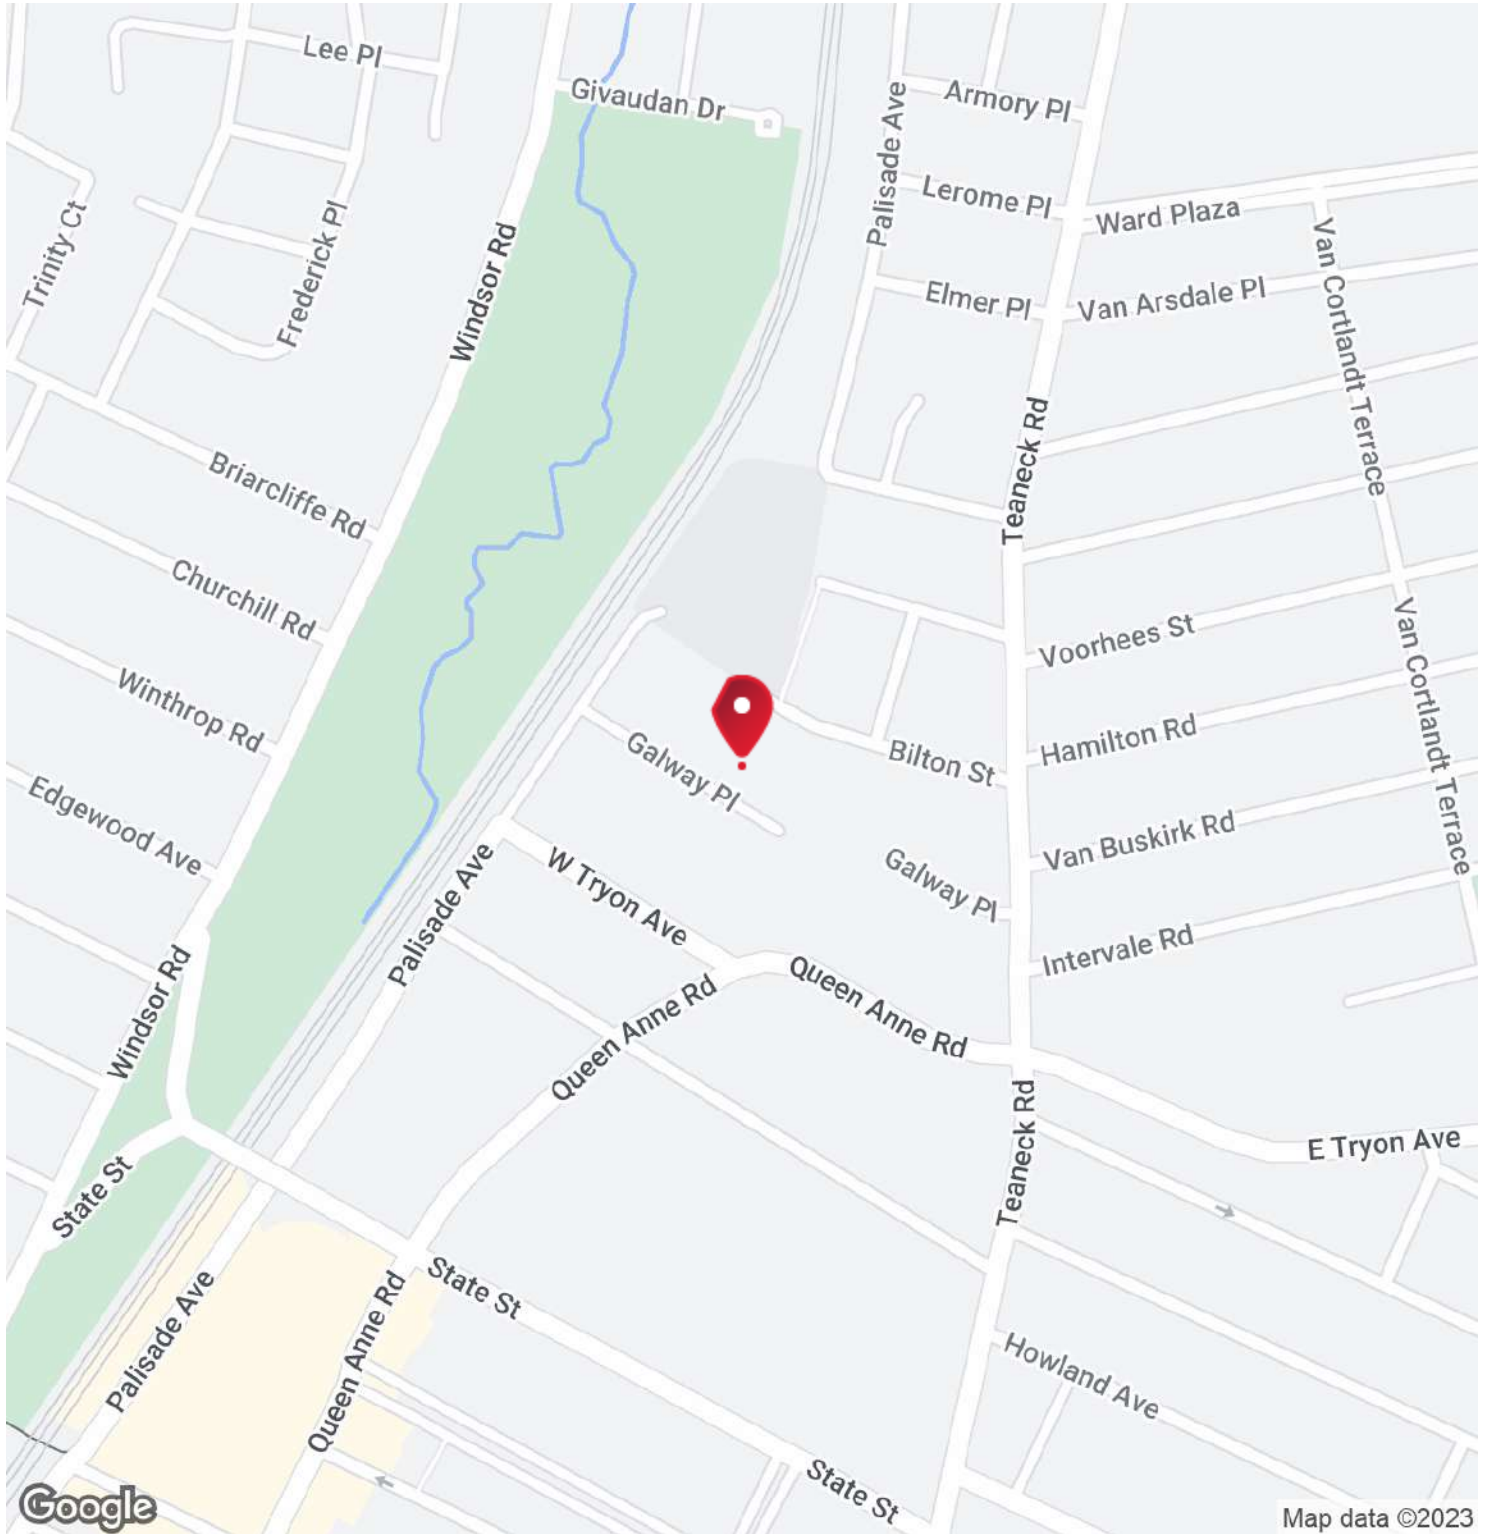 Lee Pl
Givaudan Dr
Palisade Ave
Armory Pl
Trinity Ct
Frederick Pl
Windsor Rd
Lerome Pl
Ward Plaza
Van Cortlandt Terrace
Elmer Pl
Van Arsdale Pl
Teaneck Rd
Briarcliffe Rd
Churchill Rd
Voorhees St
Van Cortlandt Terrace
Winthrop Rd
Galway Pl
Bilton St
Hamilton Rd
Edgewood Ave
Van Buskirk Rd
W Tryon Ave
Palisade Ave
Galway Pl
Intervale Rd
Windsor Rd
Queen Anne Rd
Queen Anne Rd
Teaneck Rd
E Tryon Ave
State St
State St
Palisade Ave
Queen Anne Rd
Howland Ave
State St
Google
Map data ©2023